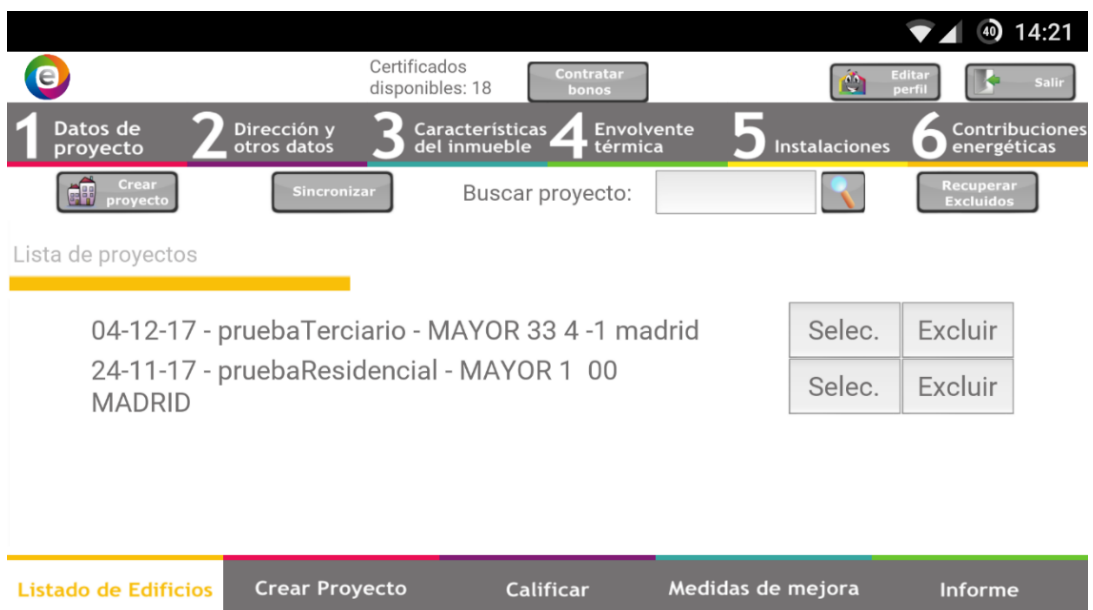 40 14:21
e
Certificados
disponibles: 18
Contratar
bonos
Editar
perfil
Salir
1 Datos de
proyecto
2 Dirección y
otros datos
3 Características
del inmueble
4 Envolvente
térmica
5 Instalaciones
6 Contribuciones
energéticas
Crear
proyecto
Sincronizar
Buscar proyecto:
Recuperar
Excluidos
Lista de proyectos
04-12-17 - pruebaTerciario - MAYOR 33 4 -1 madrid
Selec. Excluir
24-11-17 - pruebaResidencial - MAYOR 1  00
MADRID
Selec. Excluir
Listado de Edificios Crear Proyecto Calificar Medidas de mejora Informe